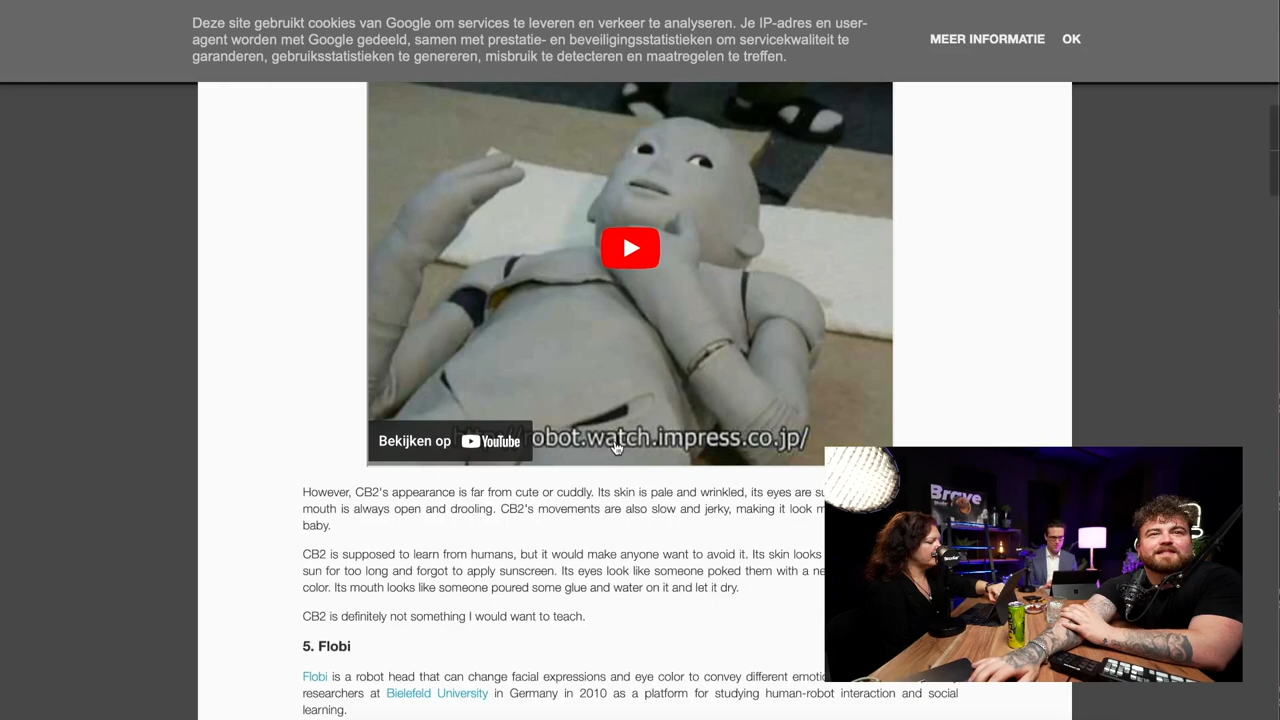 Deze site gebruikt cookies van Google om services te leveren en verkeer te analyseren. Je IP-adres en user-
agent worden met Google gedeeld, samen met prestatie- en beveiligingsstatistieken om servicekwaliteit te
garanderen, gebruiksstatistieken te genereren, misbruik te detecteren en maatregelen te treffen.
MEER INFORMATIE OK
Bekijken op YouTube
robot.watch.impress.co.jp/
However, CB2's appearance is far from cute or cuddly. Its skin is pale and wrinkled, its eyes are
mouth is always open and drooling. CB2's movements are also slow and jerky, making it look
baby.
CB2 is supposed to learn from humans, but it would make anyone want to avoid it. Its skin looks
sun for too long and forgot to apply sunscreen. Its eyes look like someone poked them with a
color. Its mouth looks like someone poured some glue and water on it and let it dry.
CB2 is definitely not something I would want to teach.
5. Flobi
Flobi is a robot head that can change facial expressions and eye color to convey different
researchers at Bielefeld University in Germany in 2010 as a platform for studying human-robot interaction and social
learning.
Brave